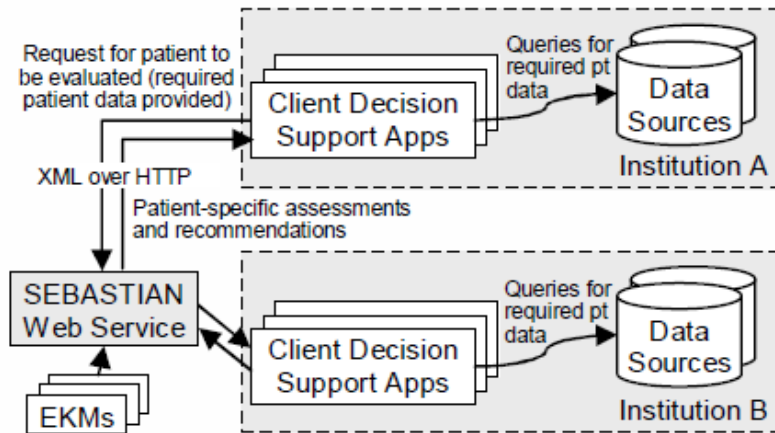 Request for patient to
be evaluated (required
patient data provided)
Client Decision
Support Apps
Queries for
required pt
data
Data
Sources
Institution A
XML over HTTP
Patient-specific assessments
and recommendations
SEBASTIAN
Web Service
EKMs
Client Decision
Support Apps
Queries for
required pt
data
Data
Sources
Institution B